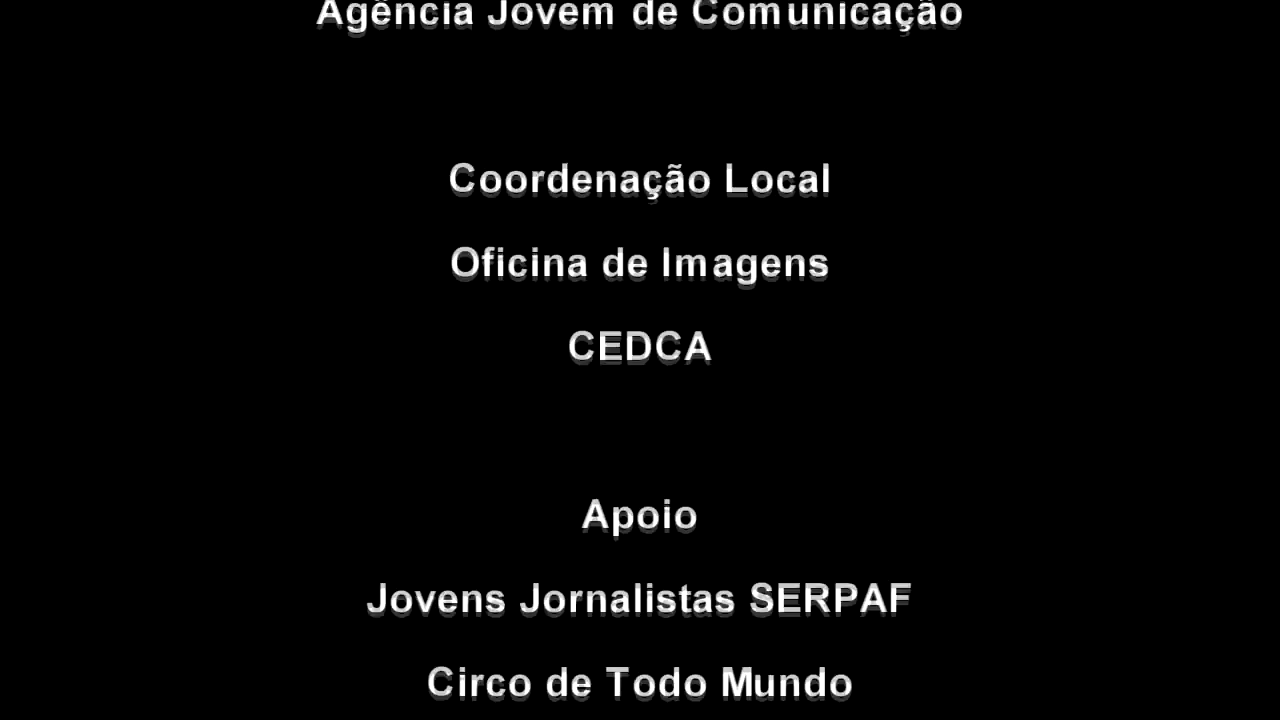 Agência Jovem de Comunicação
Coordenação Local
Oficina de Imagens
CEDCA
Apoio
Jovens Jornalistas SERPAF
Circo de Todo Mundo